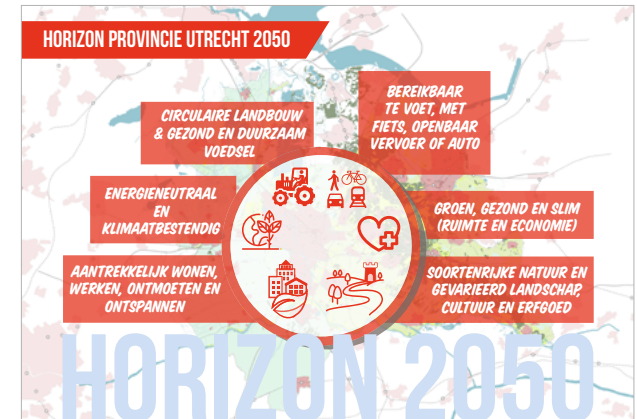 HORIZON PROVINCIE UTRECHT 2050
BEREIKBAAR
TE VOET, MET
FIETS, OPENBAAR
VERVOER OF AUTO
CIRCULAIRE LANDBOUW
& GEZOND EN DUURZAAM
VOEDSEL
ENERGIENEUTRAAL
EN
KLIMAATBESTENDIG
GROEN, GEZOND EN SLIM
(RUIMTE EN ECONOMIE)
AANTREKKELIJK WONEN,
WERKEN, ONTMOETEN EN
ONTSPANNEN
SOORTENRIJKE NATUUR EN
GEVARIEERD LANDSCHAP,
CULTUUR EN ERFGOED
HORIZON 2050